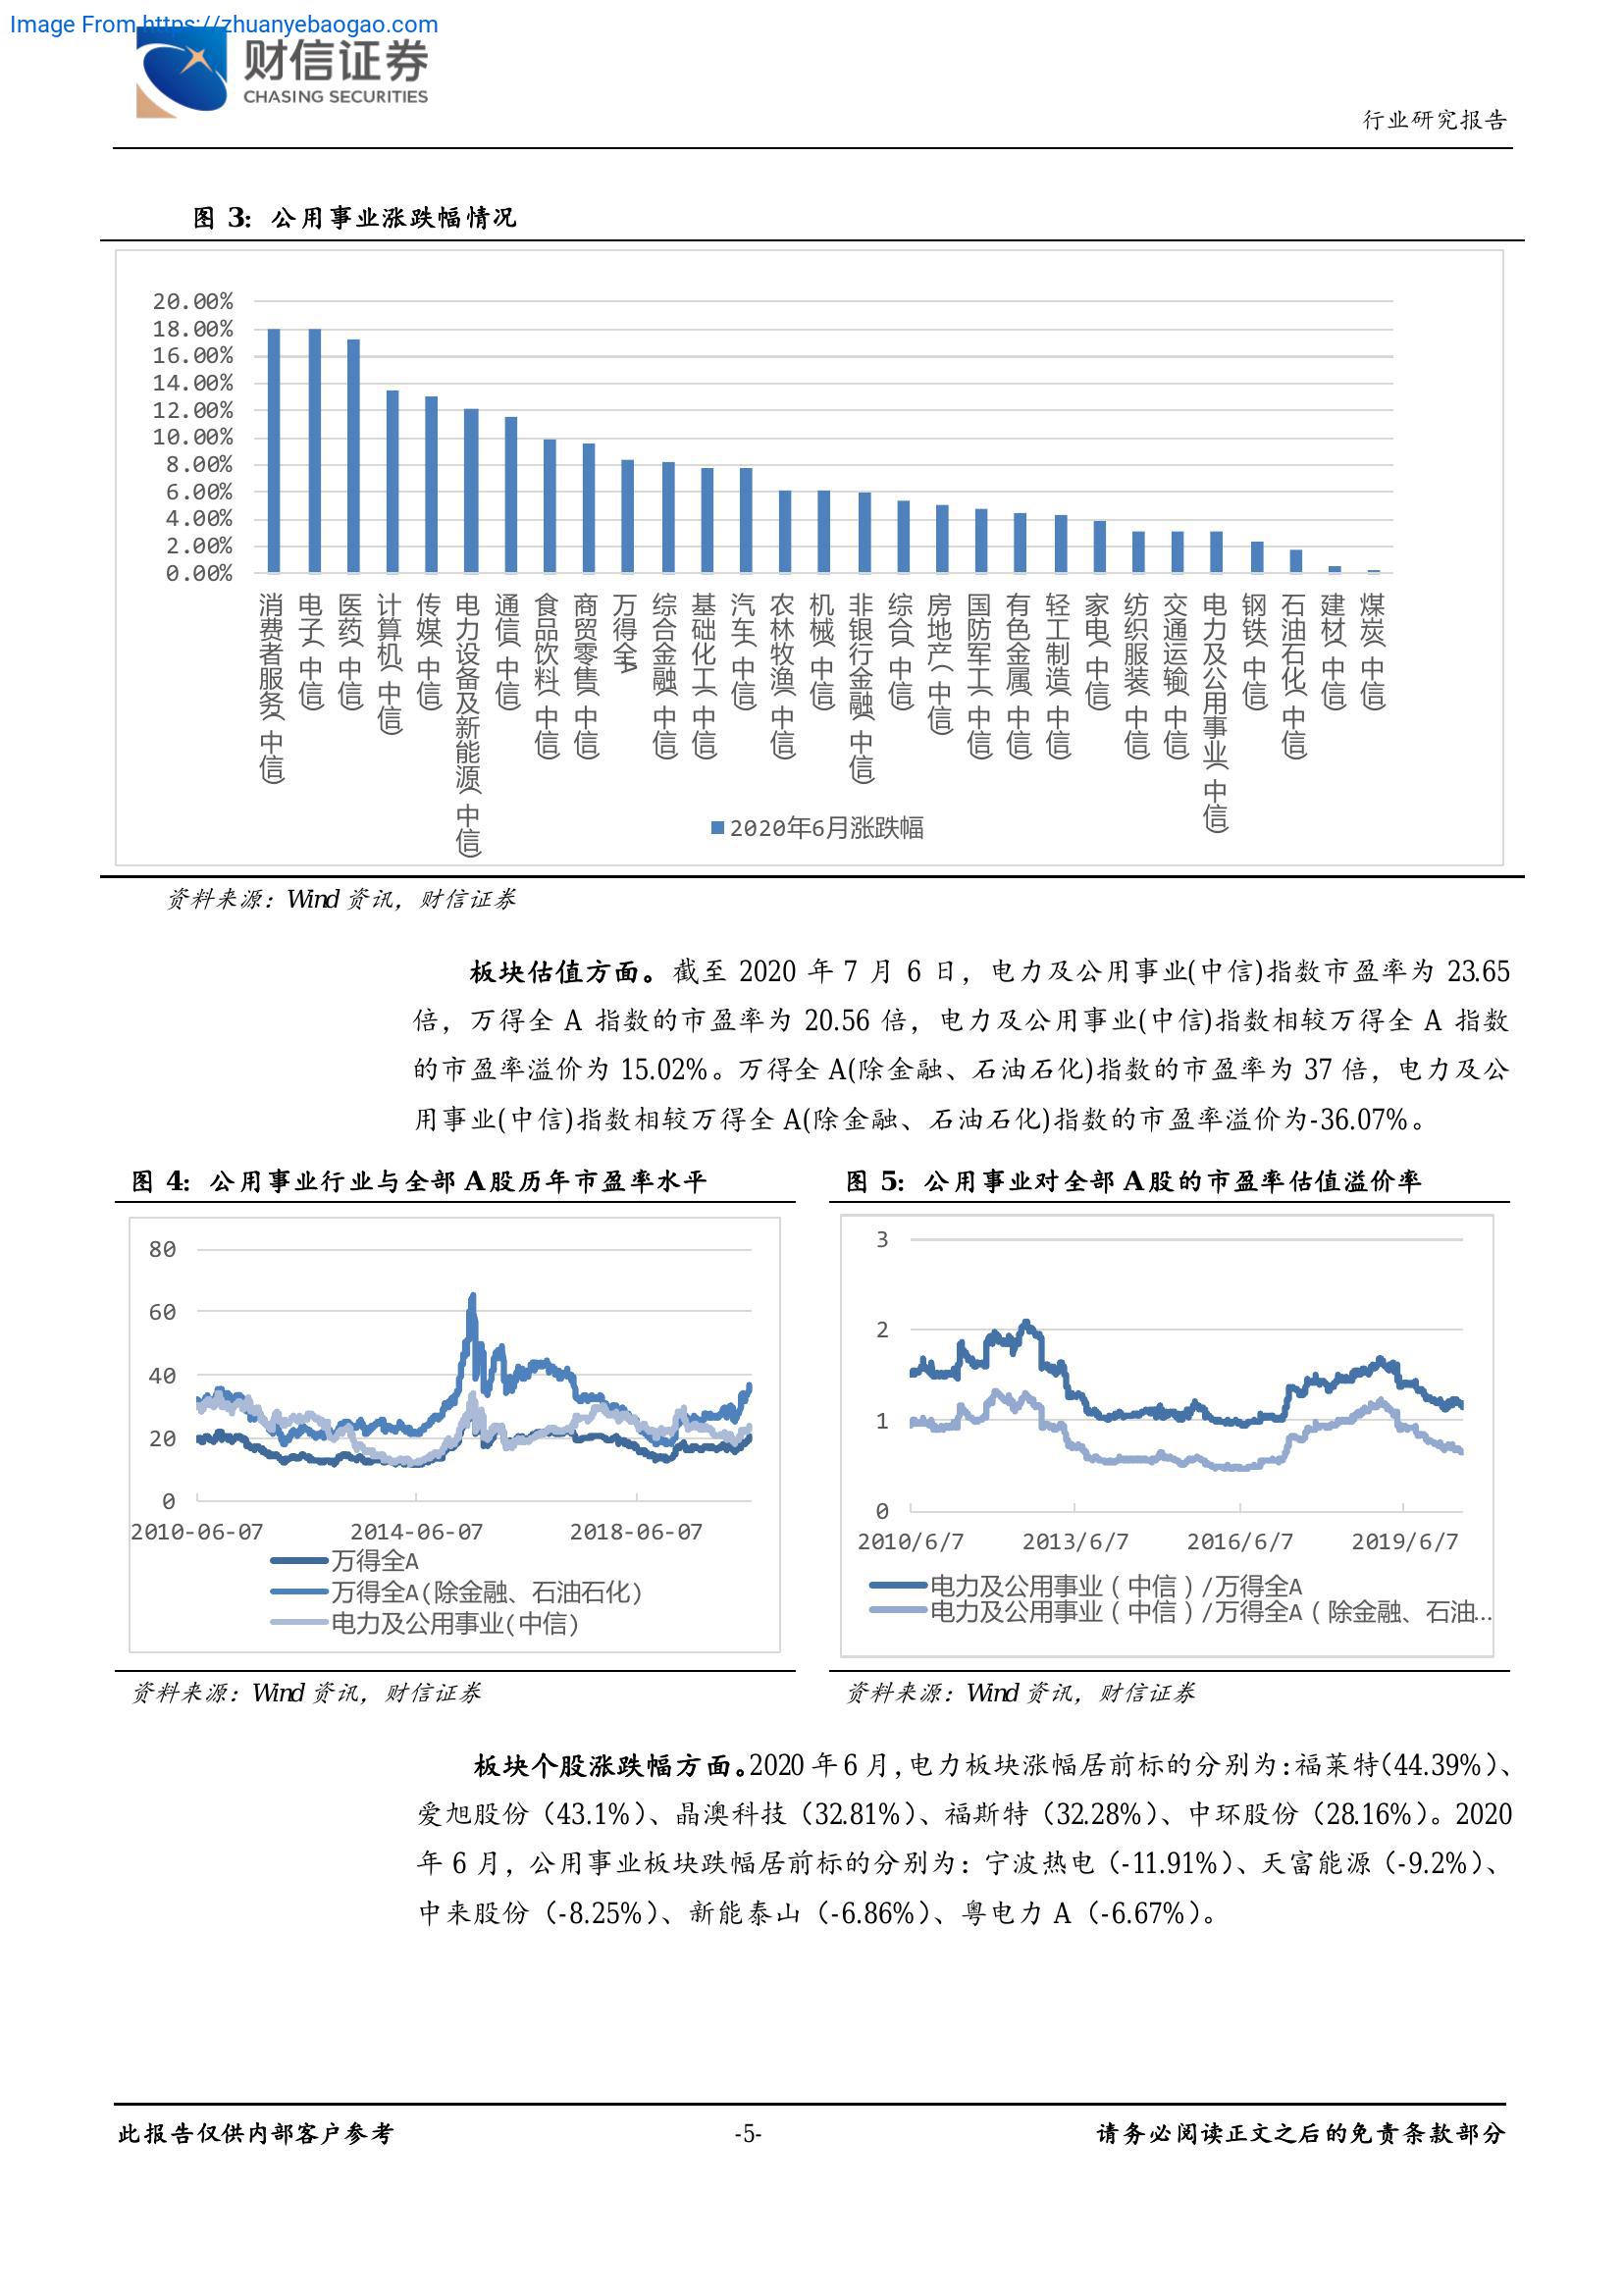 Image From https://zhuanyebaogao.com
财信证券
CHASING SECURITIES
行业研究报告
图 3: 公用事业涨跌幅情况
20.00%
18.00%
16.00%
14.00%
12.00%
10.00%
8.00%
6.00%
4.00%
2.00%
0.00%
消费者服务(中信)
电子(中信)
医药(中信)
计算机(中信)
传媒(中信)
电力设备及新能源(中信)
通信(中信)
食品饮料(中信)
商贸零售(中信)
万得全A
综合金融(中信)
基础化工(中信)
汽车(中信)
农林牧渔(中信)
机械(中信)
非银行金融(中信)
综合(中信)
房地产(中信)
国防军工(中信)
有色金属(中信)
轻工制造(中信)
家电(中信)
纺织服装(中信)
交通运输(中信)
电力及公用事业(中信)
钢铁(中信)
石油石化(中信)
建材(中信)
煤炭(中信)
2020年6月涨跌幅
资料来源：Wind 资讯，财信证券
板块估值方面。截至 2020 年 7 月 6 日，电力及公用事业(中信)指数市盈率为 23.65
倍，万得全 A 指数的市盈率为 20.56 倍，电力及公用事业(中信)指数相较万得全 A 指数
的市盈率溢价为 15.02%。万得全 A(除金融、石油石化)指数的市盈率为 37 倍，电力及公
用事业(中信)指数相较万得全 A(除金融、石油石化)指数的市盈率溢价为-36.07%。
图 4: 公用事业行业与全部 A 股历年市盈率水平
80
60
40
20
0
2010-06-07 2014-06-07 2018-06-07
万得全A
万得全A(除金融、石油石化)
电力及公用事业(中信)
资料来源：Wind 资讯，财信证券
图 5: 公用事业对全部 A 股的市盈率估值溢价率
3
2
1
0
2010/6/7 2013/6/7 2016/6/7 2019/6/7
电力及公用事业（中信）/万得全A
电力及公用事业（中信）/万得全A（除金融、石油…
资料来源：Wind 资讯，财信证券
板块个股涨跌幅方面。2020 年 6 月，电力板块涨幅居前标的分别为：福莱特（44.39%）、
爱旭股份（43.1%）、晶澳科技（32.81%）、福斯特（32.28%）、中环股份（28.16%）。2020
年 6 月，公用事业板块跌幅居前标的分别为：宁波热电（-11.91%）、天富能源（-9.2%）、
中来股份（-8.25%）、新能泰山（-6.86%）、粤电力 A（-6.67%）。
此报告仅供内部客户参考
-5-
请务必阅读正文之后的免责条款部分